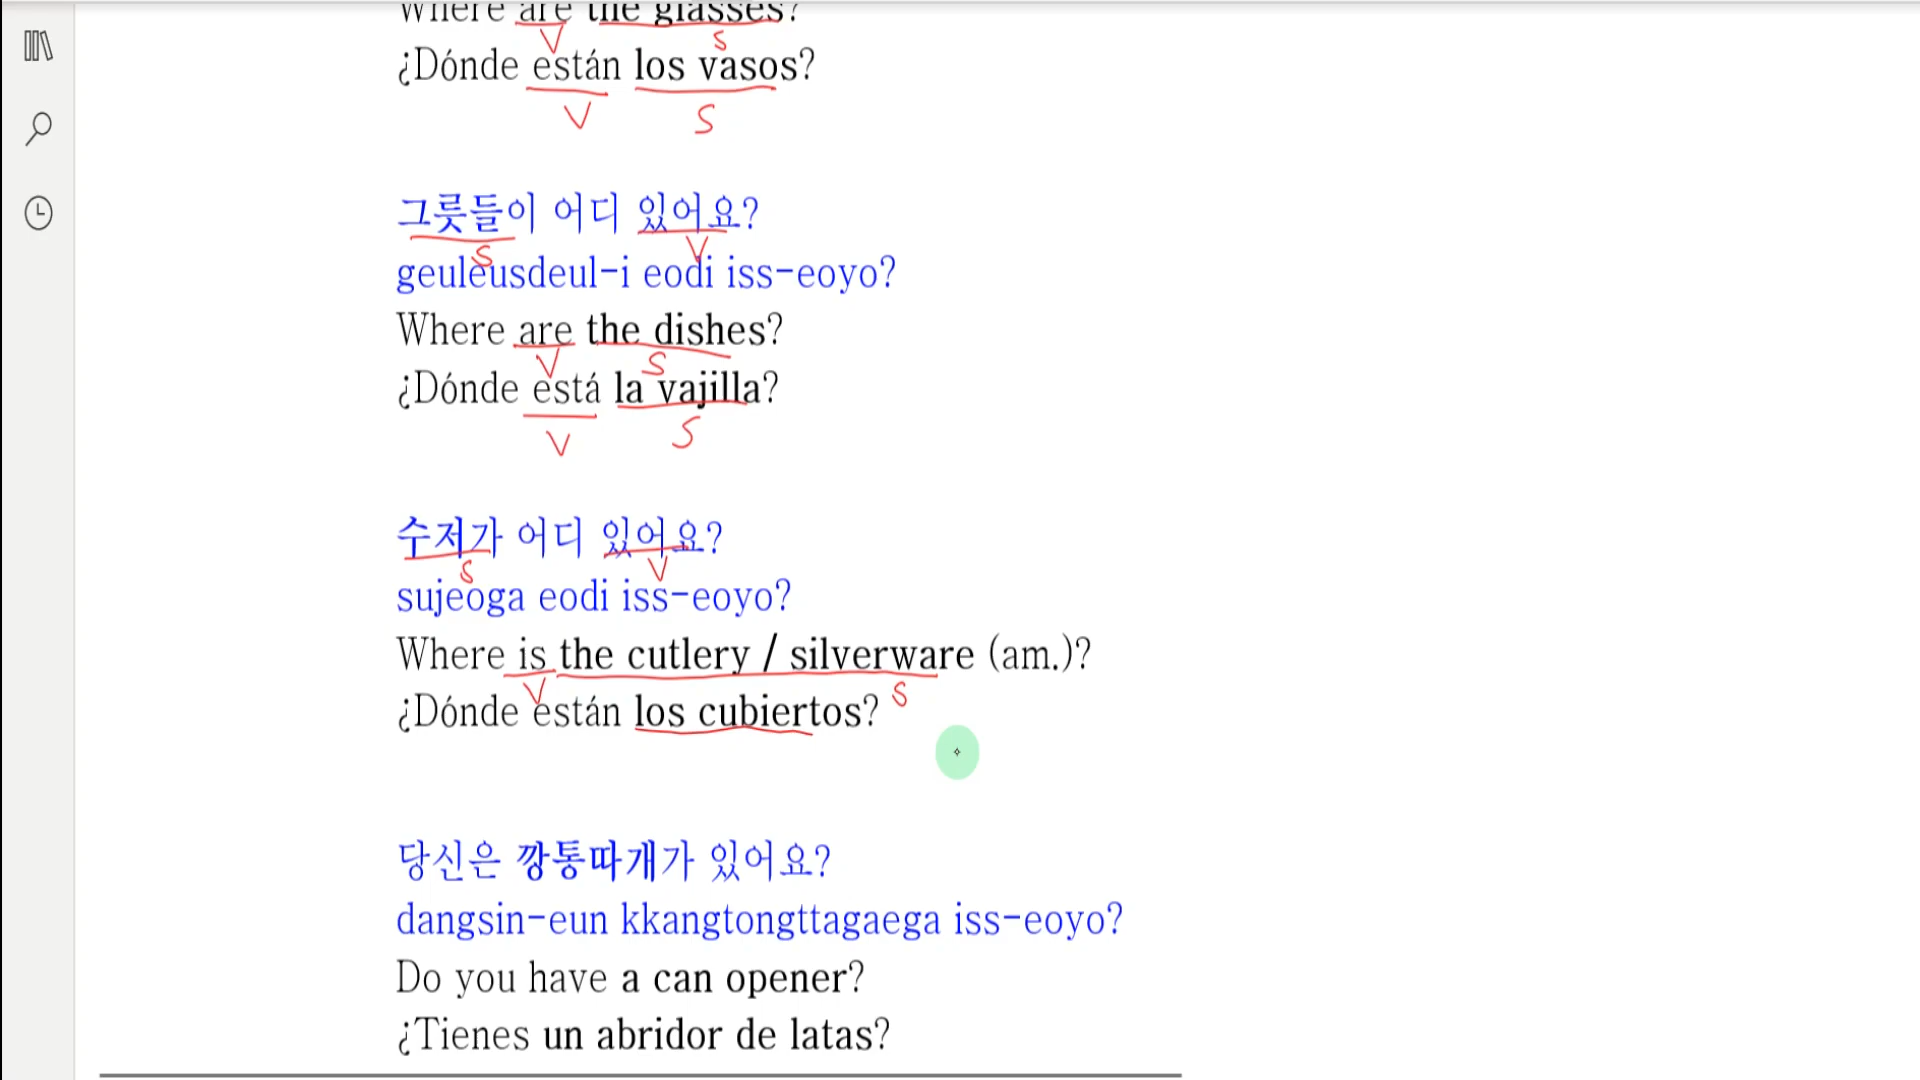 Where are the glasses?
V S
¿Dónde están los vasos?
V S
그릇들이 어디 있어요?
S V
geuleusdeul-i eodi iss-eoyo?
Where are the dishes?
V S
¿Dónde está la vajilla?
V S
수저가 어디 있어요?
S V
sujeoga eodi iss-eoyo?
Where is the cutlery / silverware (am.)?
V S
¿Dónde están los cubiertos?
당신은 깡통따개가 있어요?
dangsin-eun kkangtongttagaega iss-eoyo?
Do you have a can opener?
¿Tienes un abridor de latas?